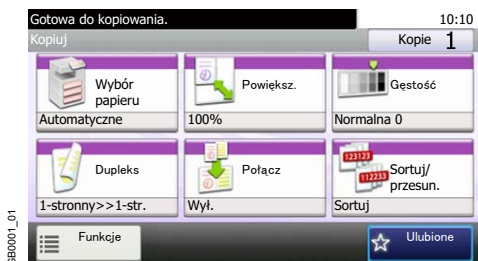 Gotowa do kopiowania.
10:10
Kopiuj
Kopie 1
Wybór
papieru
Automatyczne
Powiększ.
100%
Gęstość
Normalna 0
Dupleks
1-stronny>>1-str.
Połącz
Wył.
123123
112233
Sortuj/
przesun.
Sortuj
Funkcje
Ulubione
GB0001_01